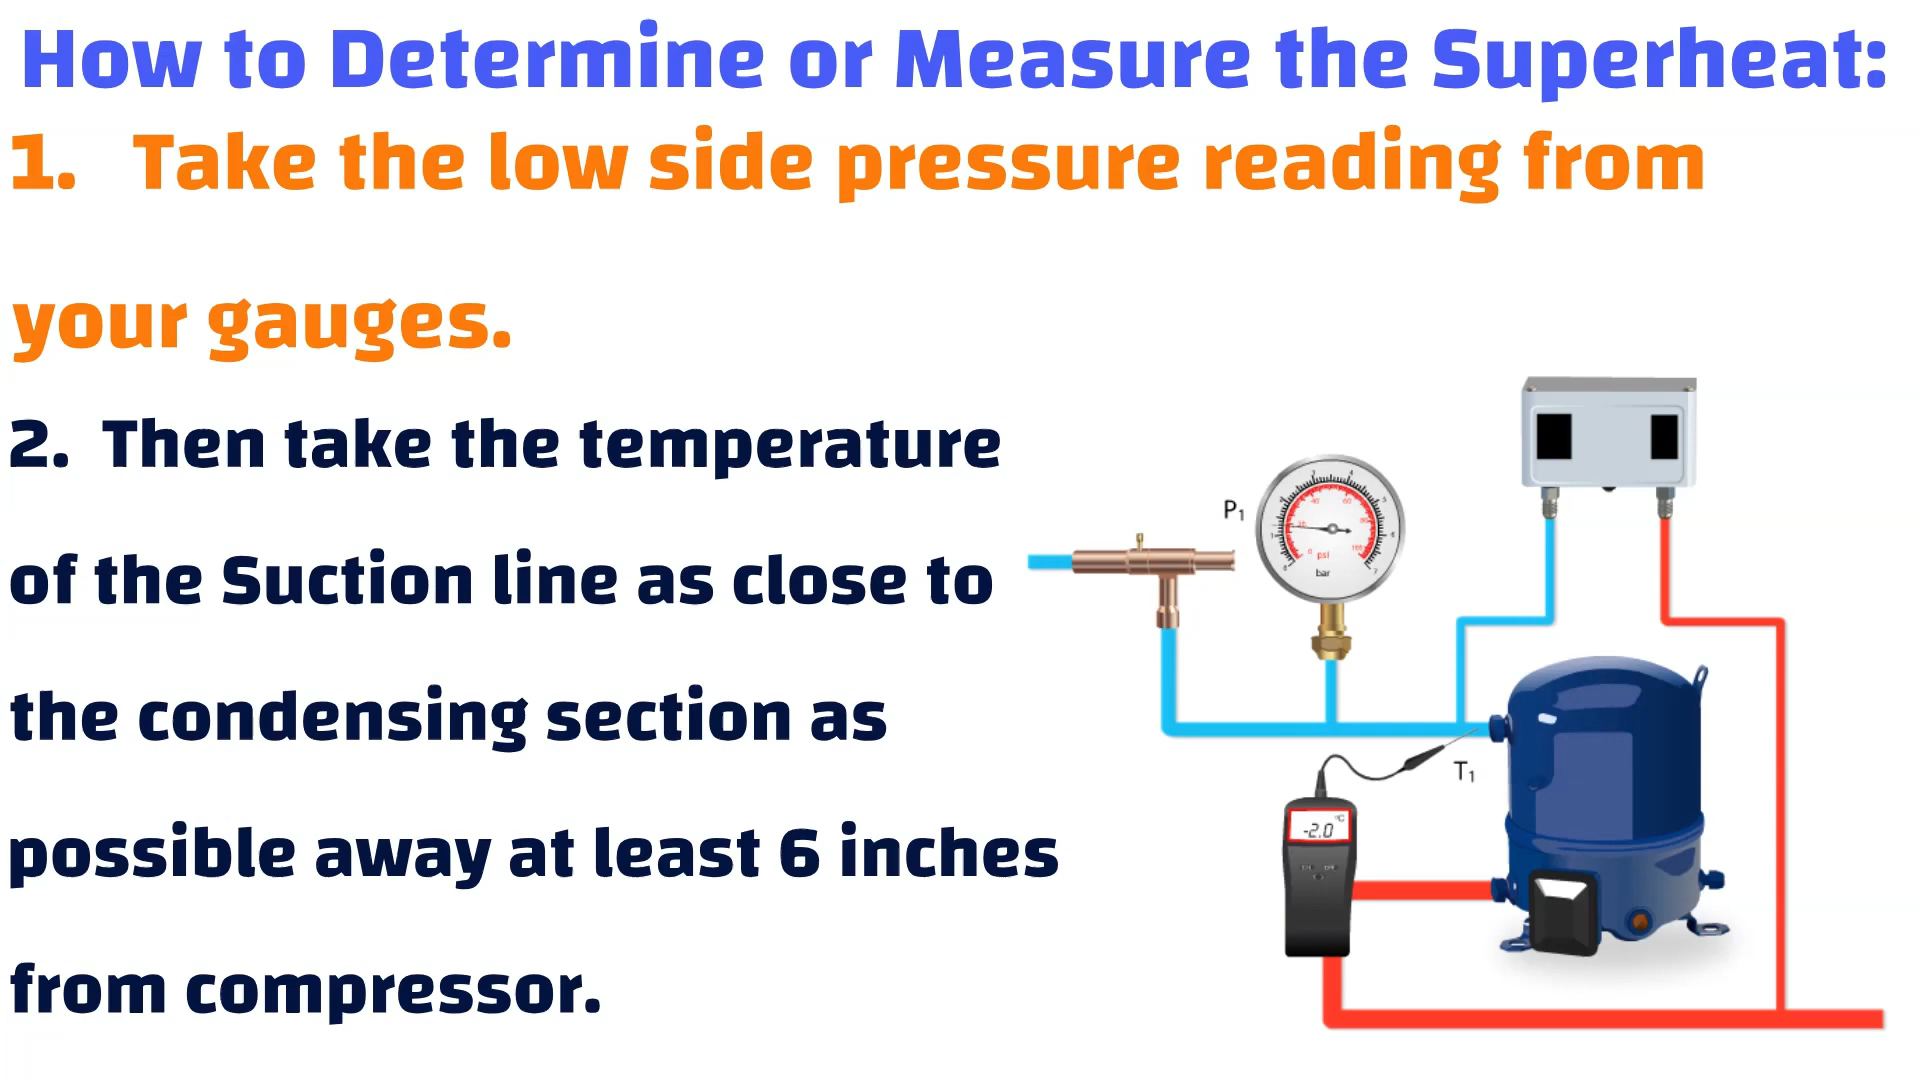 How to Determine or Measure the Superheat:
1. Take the low side pressure reading from
your gauges.
2. Then take the temperature
of the Suction line as close to
the condensing section as
possible away at least 6 inches
from compressor.
P1
psi
bar
T1
-2.0 °C